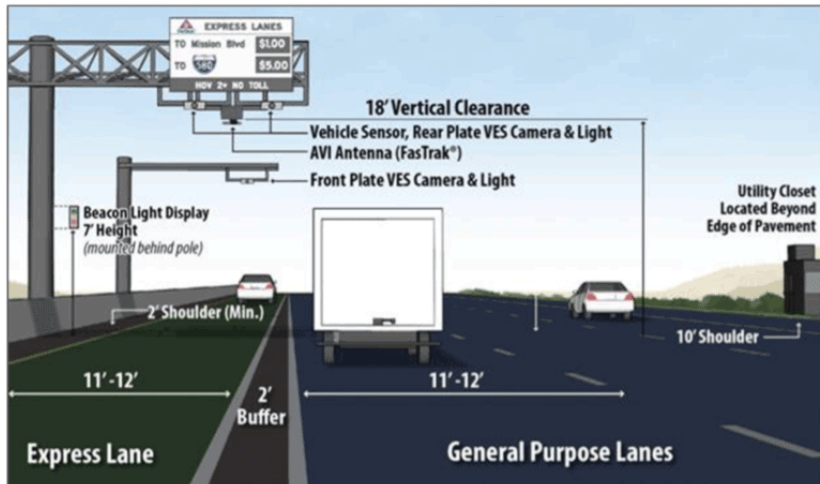 EXPRESS LANES
TO Mission Blvd $1.00
TO 580 $5.00
HOV 2+ NO TOLL
18' Vertical Clearance
Vehicle Sensor, Rear Plate VES Camera & Light
AVI Antenna (FasTrak®)
Front Plate VES Camera & Light
Beacon Light Display
7' Height
(mounted behind pole)
Utility Closet
Located Beyond
Edge of Pavement
2' Shoulder (Min.)
10' Shoulder
11'-12'
2'
Buffer
11'-12'
Express Lane
General Purpose Lanes